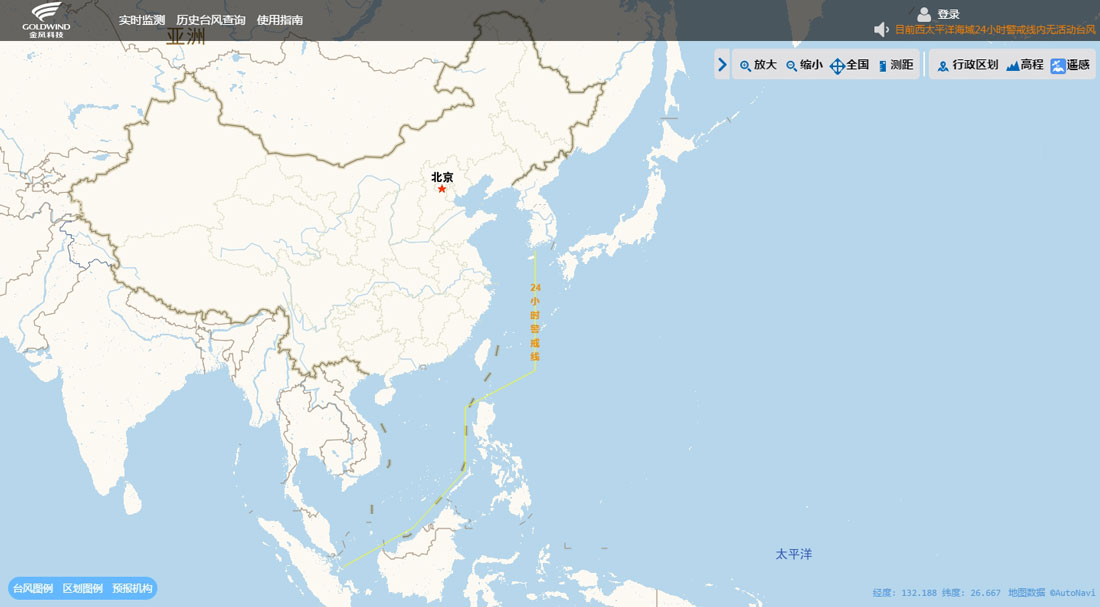 GOLDWIND
金风科技
实时监测 历史台风查询 使用指南
登录
目前西太平洋海域24小时警戒线内无活动台风
亚洲
放大 缩小 全国 测距 行政区划 高程 遥感
北京
24小时警戒线
太平洋
台风图例 区划图例 预报机构
经度: 132.188 纬度: 26.667 地图数据 ©AutoNavi